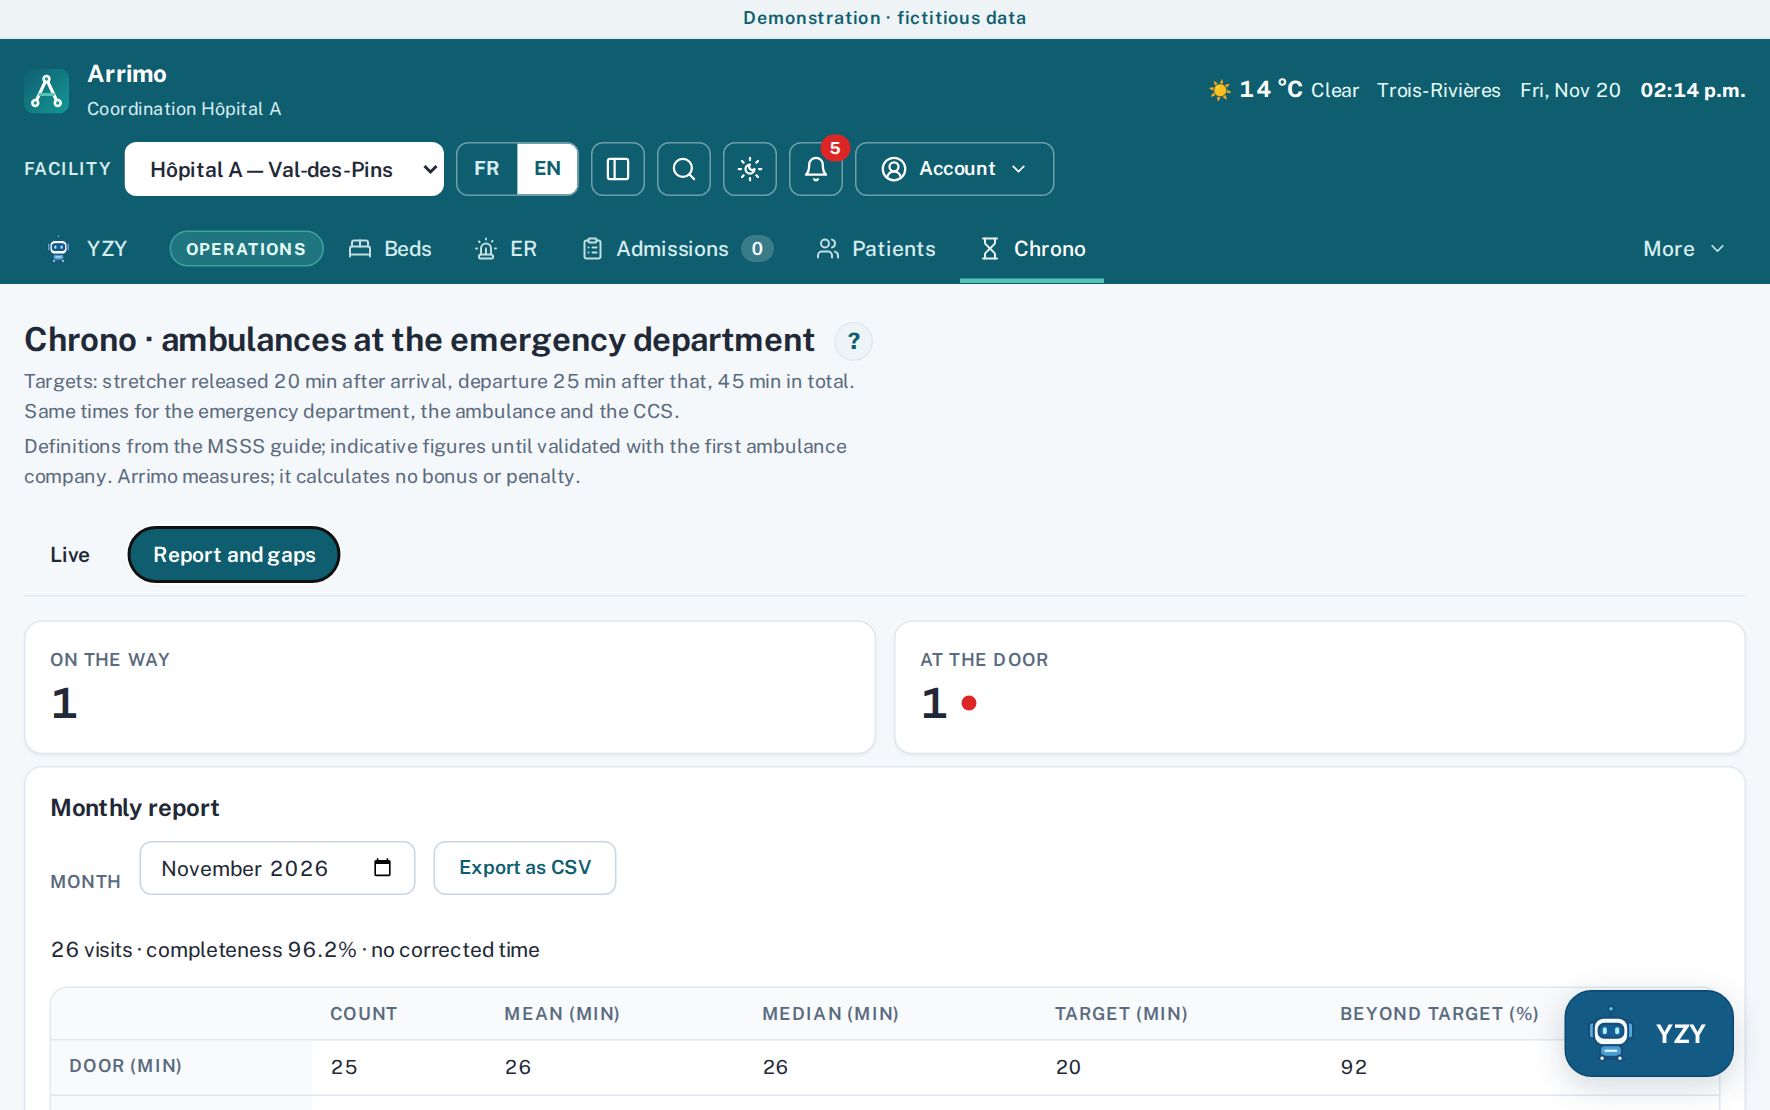 Demonstration · fictitious data
Arrimo
Coordination Hôpital A
14 °C Clear Trois-Rivières Fri, Nov 20 02:14 p.m.
FACILITY Hôpital A — Val-des-Pins FR EN 5 Account
YZY OPERATIONS Beds ER Admissions 0 Patients Chrono More
Chrono · ambulances at the emergency department ?
Targets: stretcher released 20 min after arrival, departure 25 min after that, 45 min in total.
Same times for the emergency department, the ambulance and the CCS.
Definitions from the MSSS guide; indicative figures until validated with the first ambulance
company. Arrimo measures; it calculates no bonus or penalty.
Live Report and gaps
ON THE WAY
1
AT THE DOOR
1
Monthly report
MONTH November 2026 Export as CSV
26 visits · completeness 96.2% · no corrected time
COUNT MEAN (MIN) MEDIAN (MIN) TARGET (MIN) BEYOND TARGET (%)
DOOR (MIN) 25 26 26 20 92
YZY